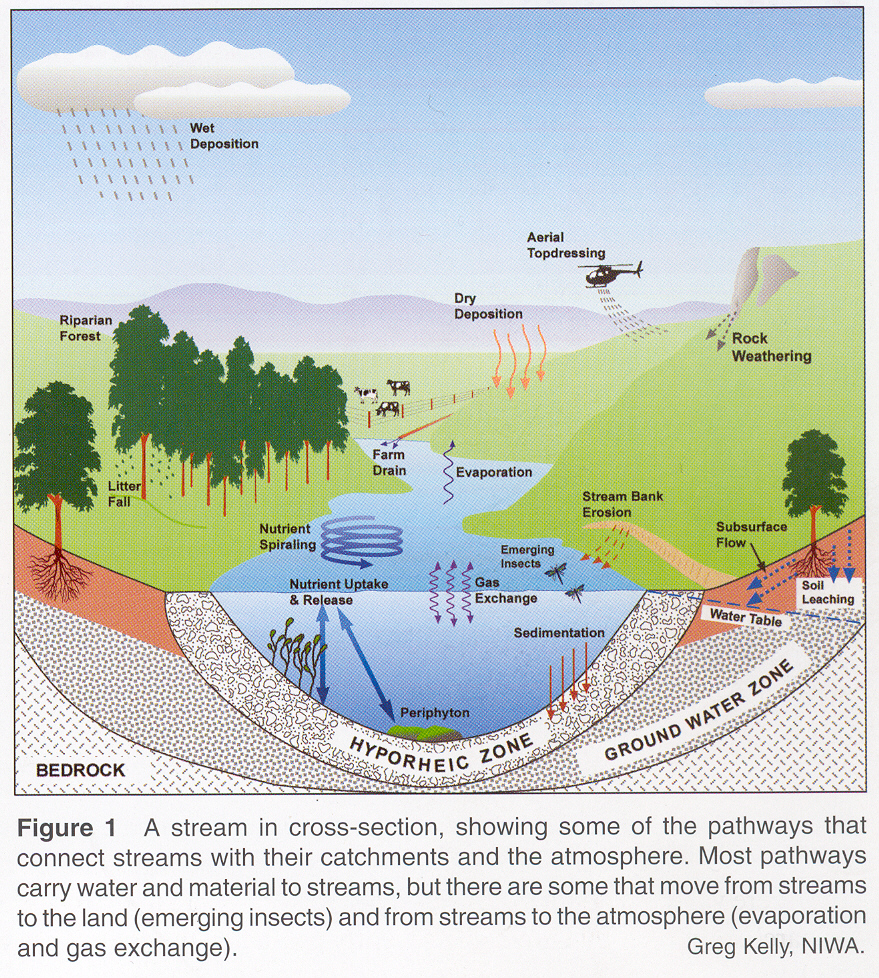 Wet
Deposition
Aerial
Topdressing
Dry
Deposition
Riparian
Forest
Rock
Weathering
Farm
Drain
Evaporation
Litter
Fall
Stream Bank
Erosion
Nutrient
Spiraling
Subsurface
Flow
Emerging
Insects
Nutrient Uptake
& Release
Gas
Exchange
Soil
Leaching
Water Table
Sedimentation
Periphyton
HYPORHEIC ZONE
GROUND WATER ZONE
BEDROCK
Figure 1 A stream in cross-section, showing some of the pathways that
connect streams with their catchments and the atmosphere. Most pathways
carry water and material to streams, but there are some that move from streams
to the land (emerging insects) and from streams to the atmosphere (evaporation
and gas exchange). Greg Kelly, NIWA.